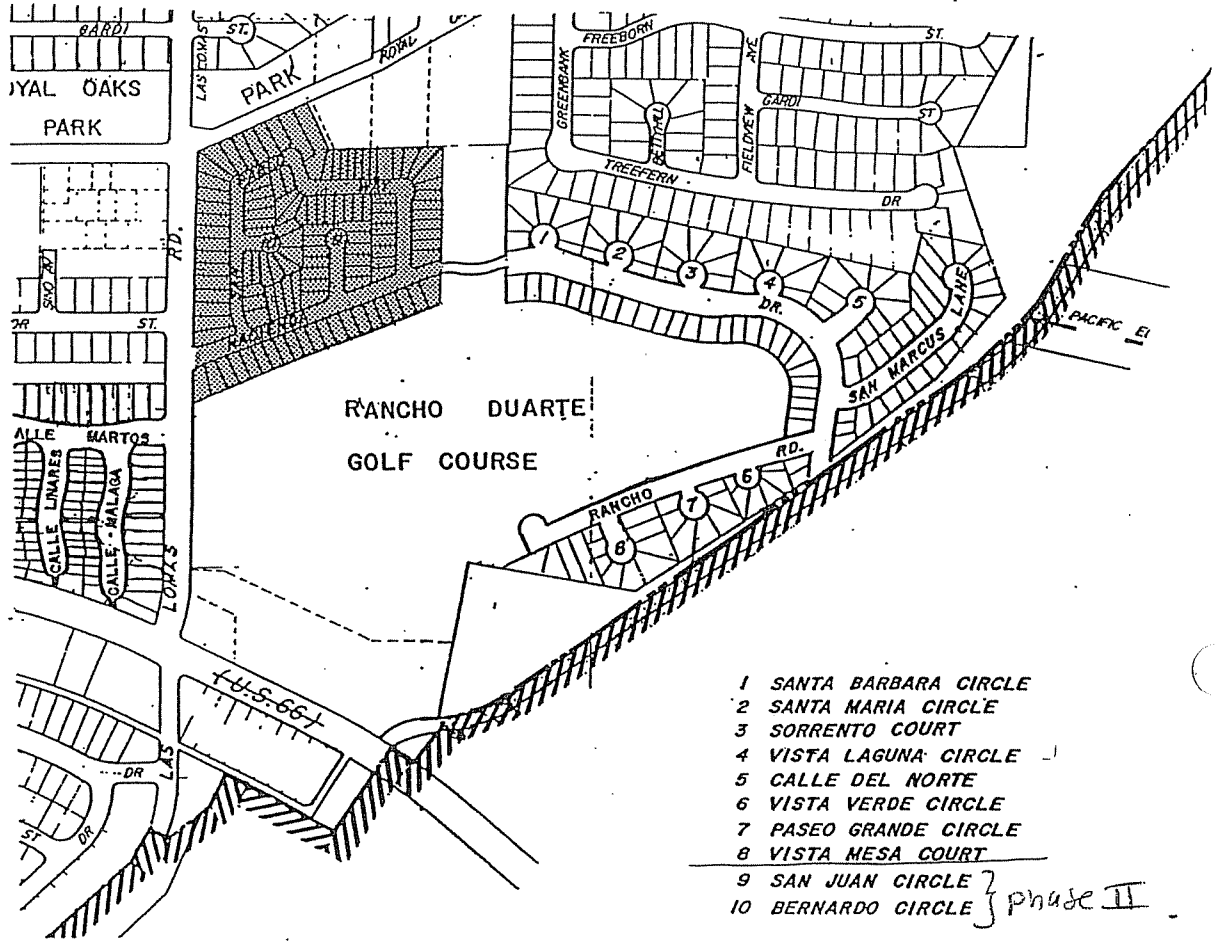 GARDI
ST.
LAS LOMAS
PARK
ROYAL
ROYAL OAKS
PARK
FREEBORN
ST.
AVE
GREENBANK
BETTYHILL
FIELDVIEW
GARDI
ST
TREEFERN
DR
RD.
ST.
1
2
3
4
5
DR.
SAN MARCUS LANE
PACIFIC El
RANCHO DUARTE
GOLF COURSE
CALLE MARTOS
CALLE LINARES
CALLE MALAGA
LOMAS
RANCHO RD.
6
7
8
(U.S. 66)
LAS
DR
ST
DR
1 SANTA BARBARA CIRCLE
2 SANTA MARIA CIRCLE
3 SORRENTO COURT
4 VISTA LAGUNA CIRCLE
5 CALLE DEL NORTE
6 VISTA VERDE CIRCLE
7 PASEO GRANDE CIRCLE
8 VISTA MESA COURT
9 SAN JUAN CIRCLE
10 BERNARDO CIRCLE
} phase II